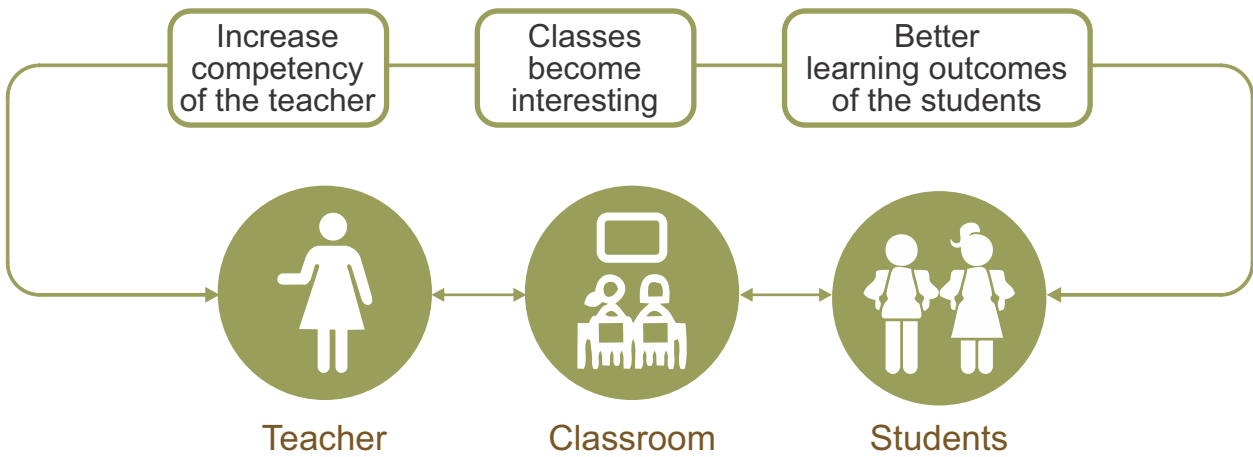 Increase
competency
of the teacher
Classes
become
interesting
Better
learning outcomes
of the students
Teacher
Classroom
Students